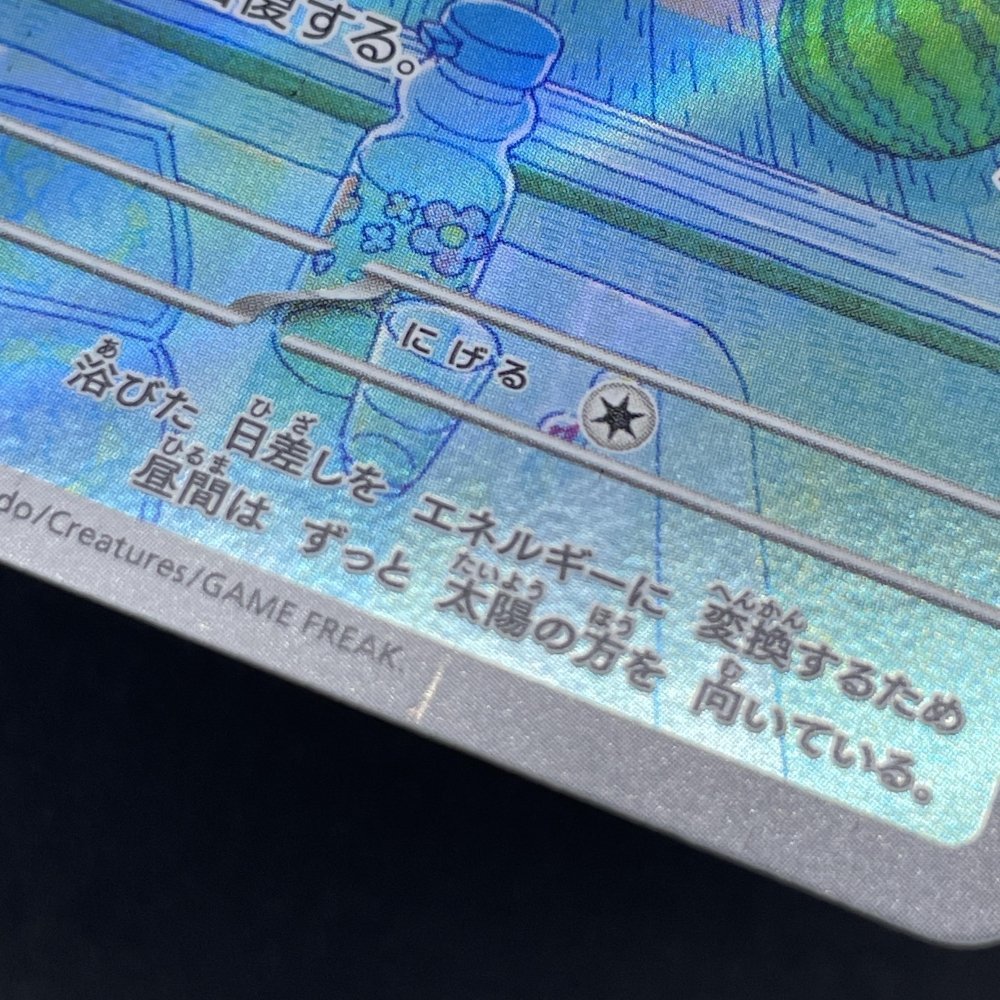 復する。
にげる
浴びた 日差しを エネルギーに 変換するため
昼間は ずっと 太陽の方を 向いている。
do/Creatures/GAME FREAK.